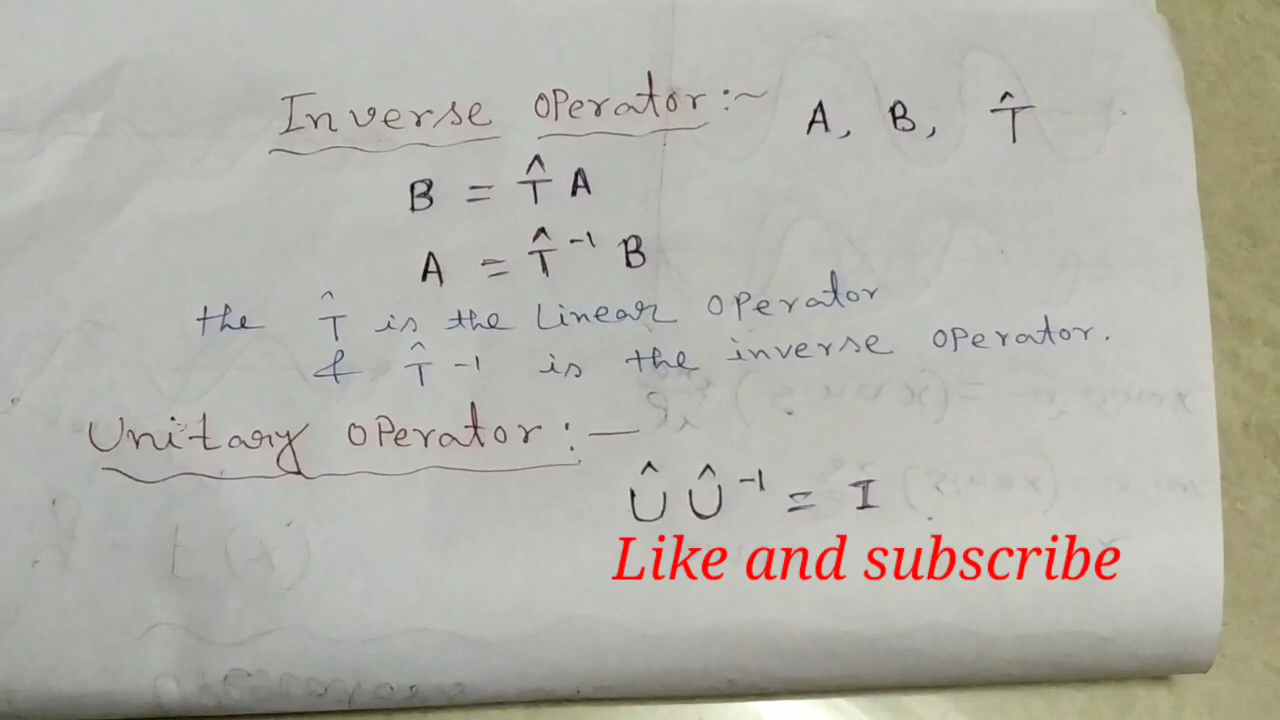 Inverse operator :~ A, B, T̂
B = T̂ A
A = T̂⁻¹ B
the T̂ is the Linear operator
& T̂⁻¹ is the inverse operator.
Unitary operator :—
Û Û⁻¹ = I
Like and subscribe